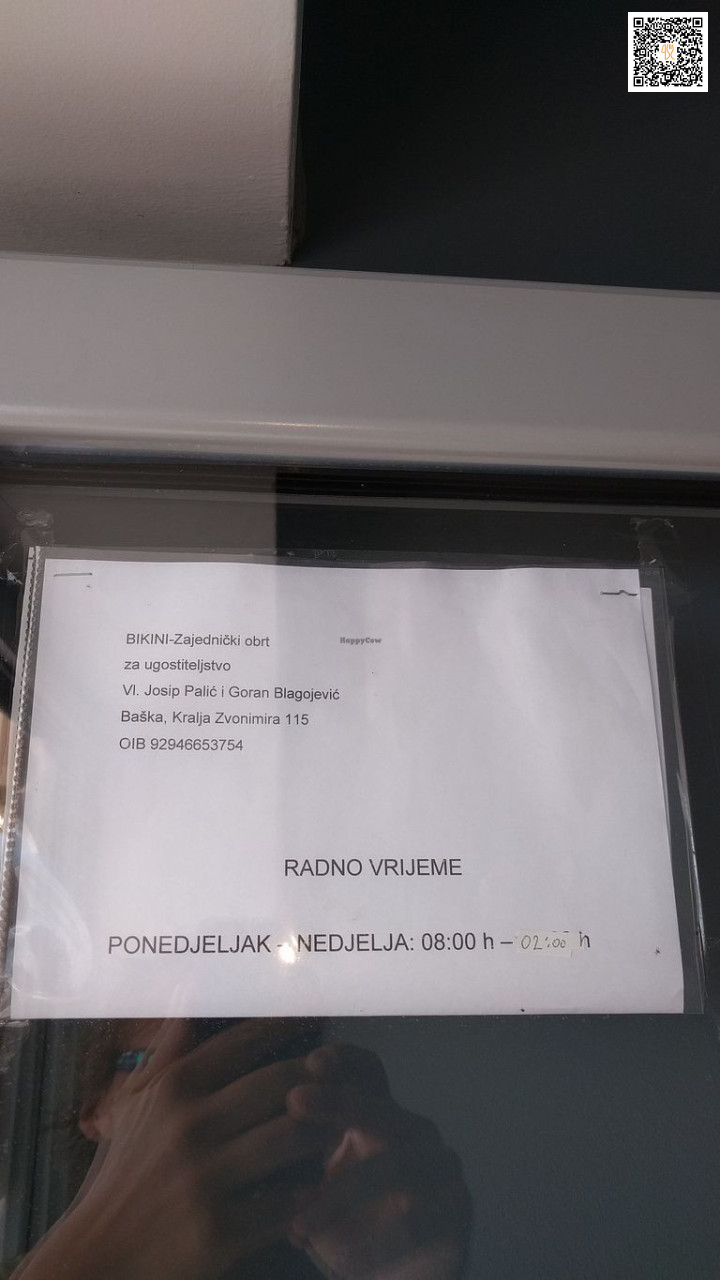 BIKINI-Zajednički obrt
HappyCow
za ugostiteljstvo
Vl. Josip Palić i Goran Blagojević
Baška, Kralja Zvonimira 115
OIB 92946653754
RADNO VRIJEME
PONEDJELJAK - NEDJELJA: 08:00 h – 02:00 h